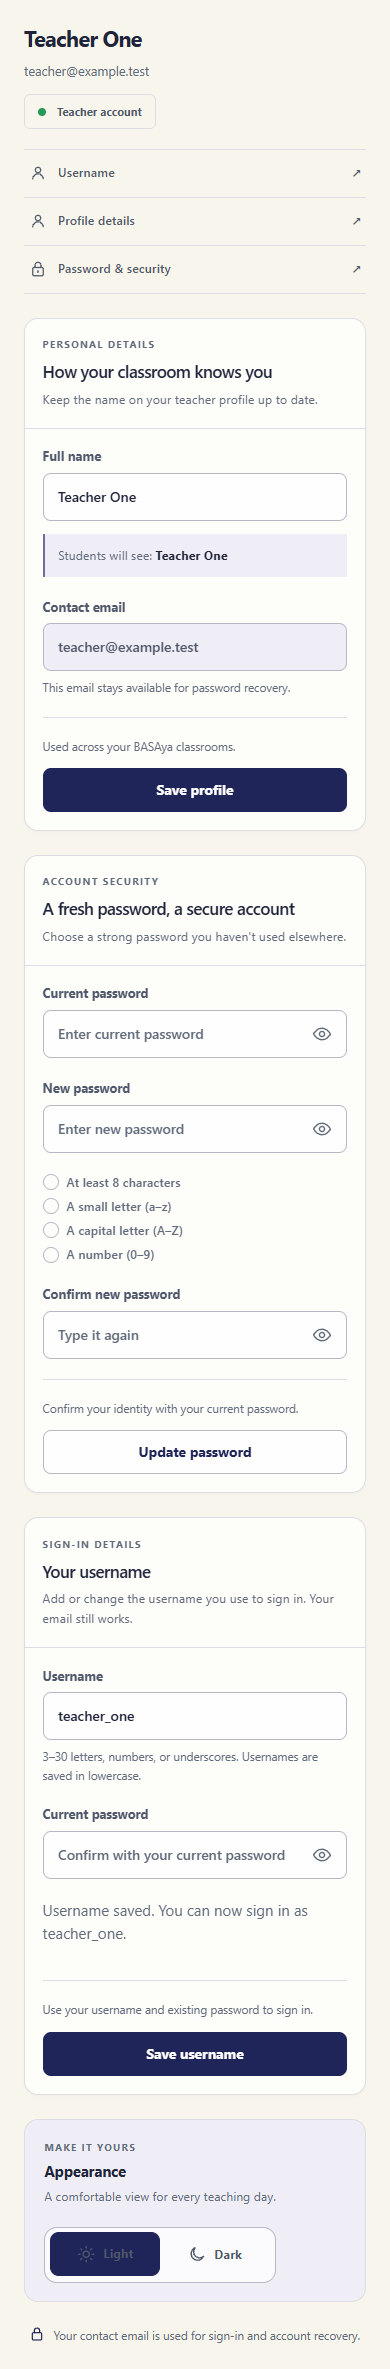 Teacher One
teacher@example.test
Teacher account
Username ↗
Profile details ↗
Password & security ↗
PERSONAL DETAILS
How your classroom knows you
Keep the name on your teacher profile up to date.
Full name
Teacher One
Students will see: Teacher One
Contact email
teacher@example.test
This email stays available for password recovery.
Used across your BASAya classrooms.
Save profile
ACCOUNT SECURITY
A fresh password, a secure account
Choose a strong password you haven't used elsewhere.
Current password
Enter current password
New password
Enter new password
At least 8 characters
A small letter (a–z)
A capital letter (A–Z)
A number (0–9)
Confirm new password
Type it again
Confirm your identity with your current password.
Update password
SIGN-IN DETAILS
Your username
Add or change the username you use to sign in. Your
email still works.
Username
teacher_one
3–30 letters, numbers, or underscores. Usernames are
saved in lowercase.
Current password
Confirm with your current password
Username saved. You can now sign in as
teacher_one.
Use your username and existing password to sign in.
Save username
MAKE IT YOURS
Appearance
A comfortable view for every teaching day.
Light Dark
Your contact email is used for sign-in and account recovery.